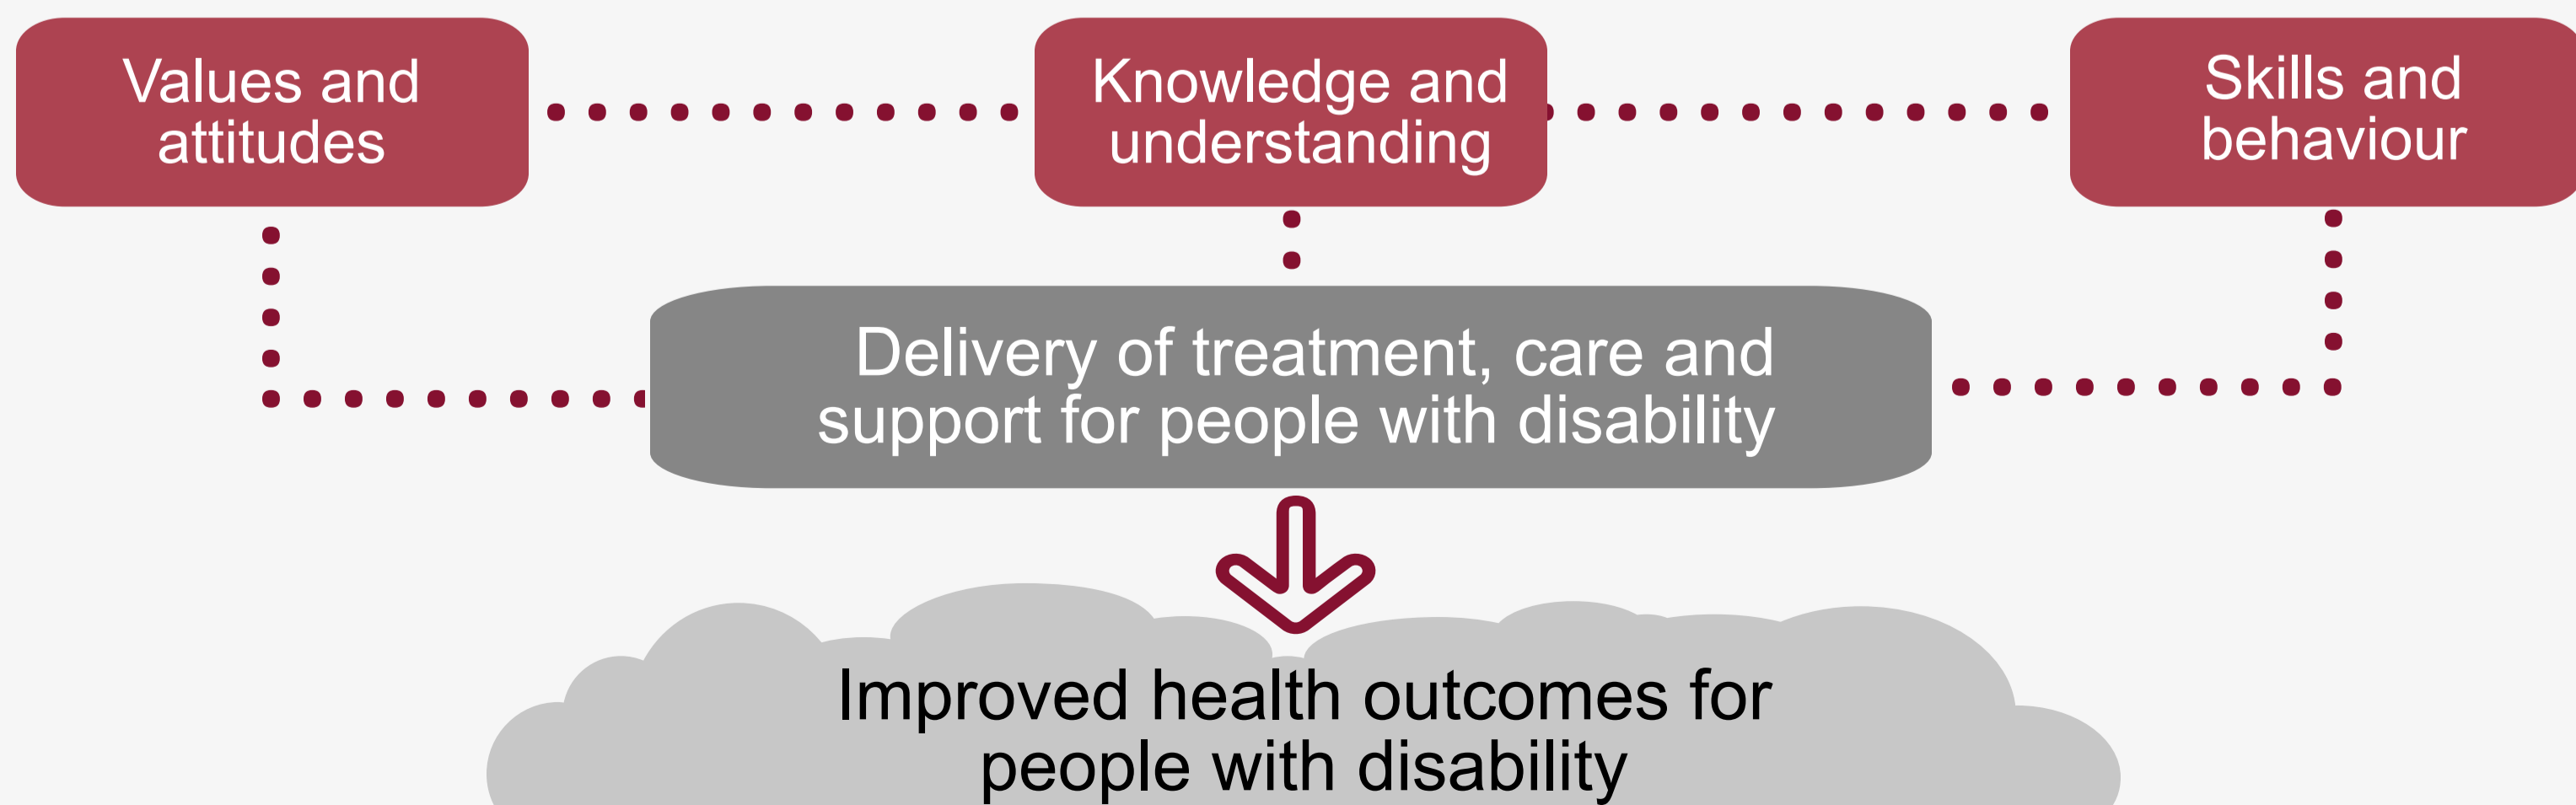 Values and
attitudes
Knowledge and
understanding
Skills and
behaviour
Delivery of treatment, care and
support for people with disability
Improved health outcomes for
people with disability